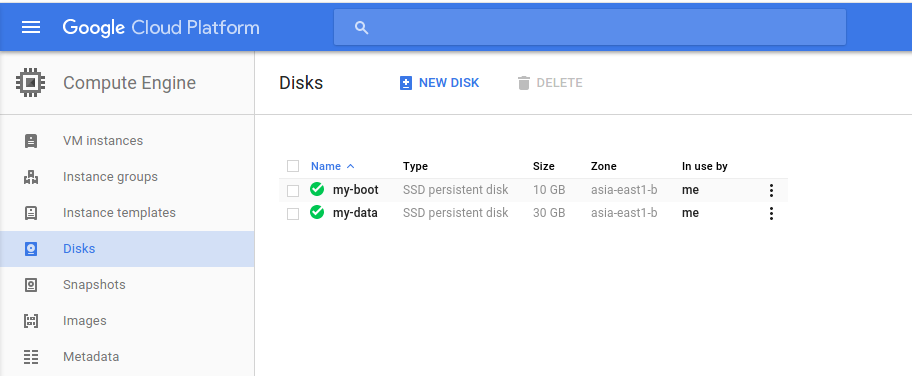 Google Cloud Platform
Compute Engine
Disks NEW DISK DELETE
VM instances
Instance groups
Instance templates
Disks
Snapshots
Images
Metadata
Name Type Size Zone In use by
my-boot SSD persistent disk 10 GB asia-east1-b me
my-data SSD persistent disk 30 GB asia-east1-b me